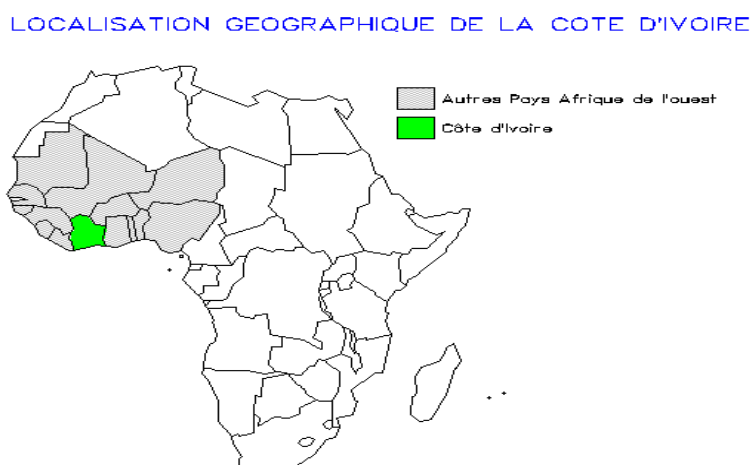 LOCALISATION GEOGRAPHIQUE DE LA COTE D'IVOIRE
Autres Pays Afrique de l'ouest
Côte d'Ivoire